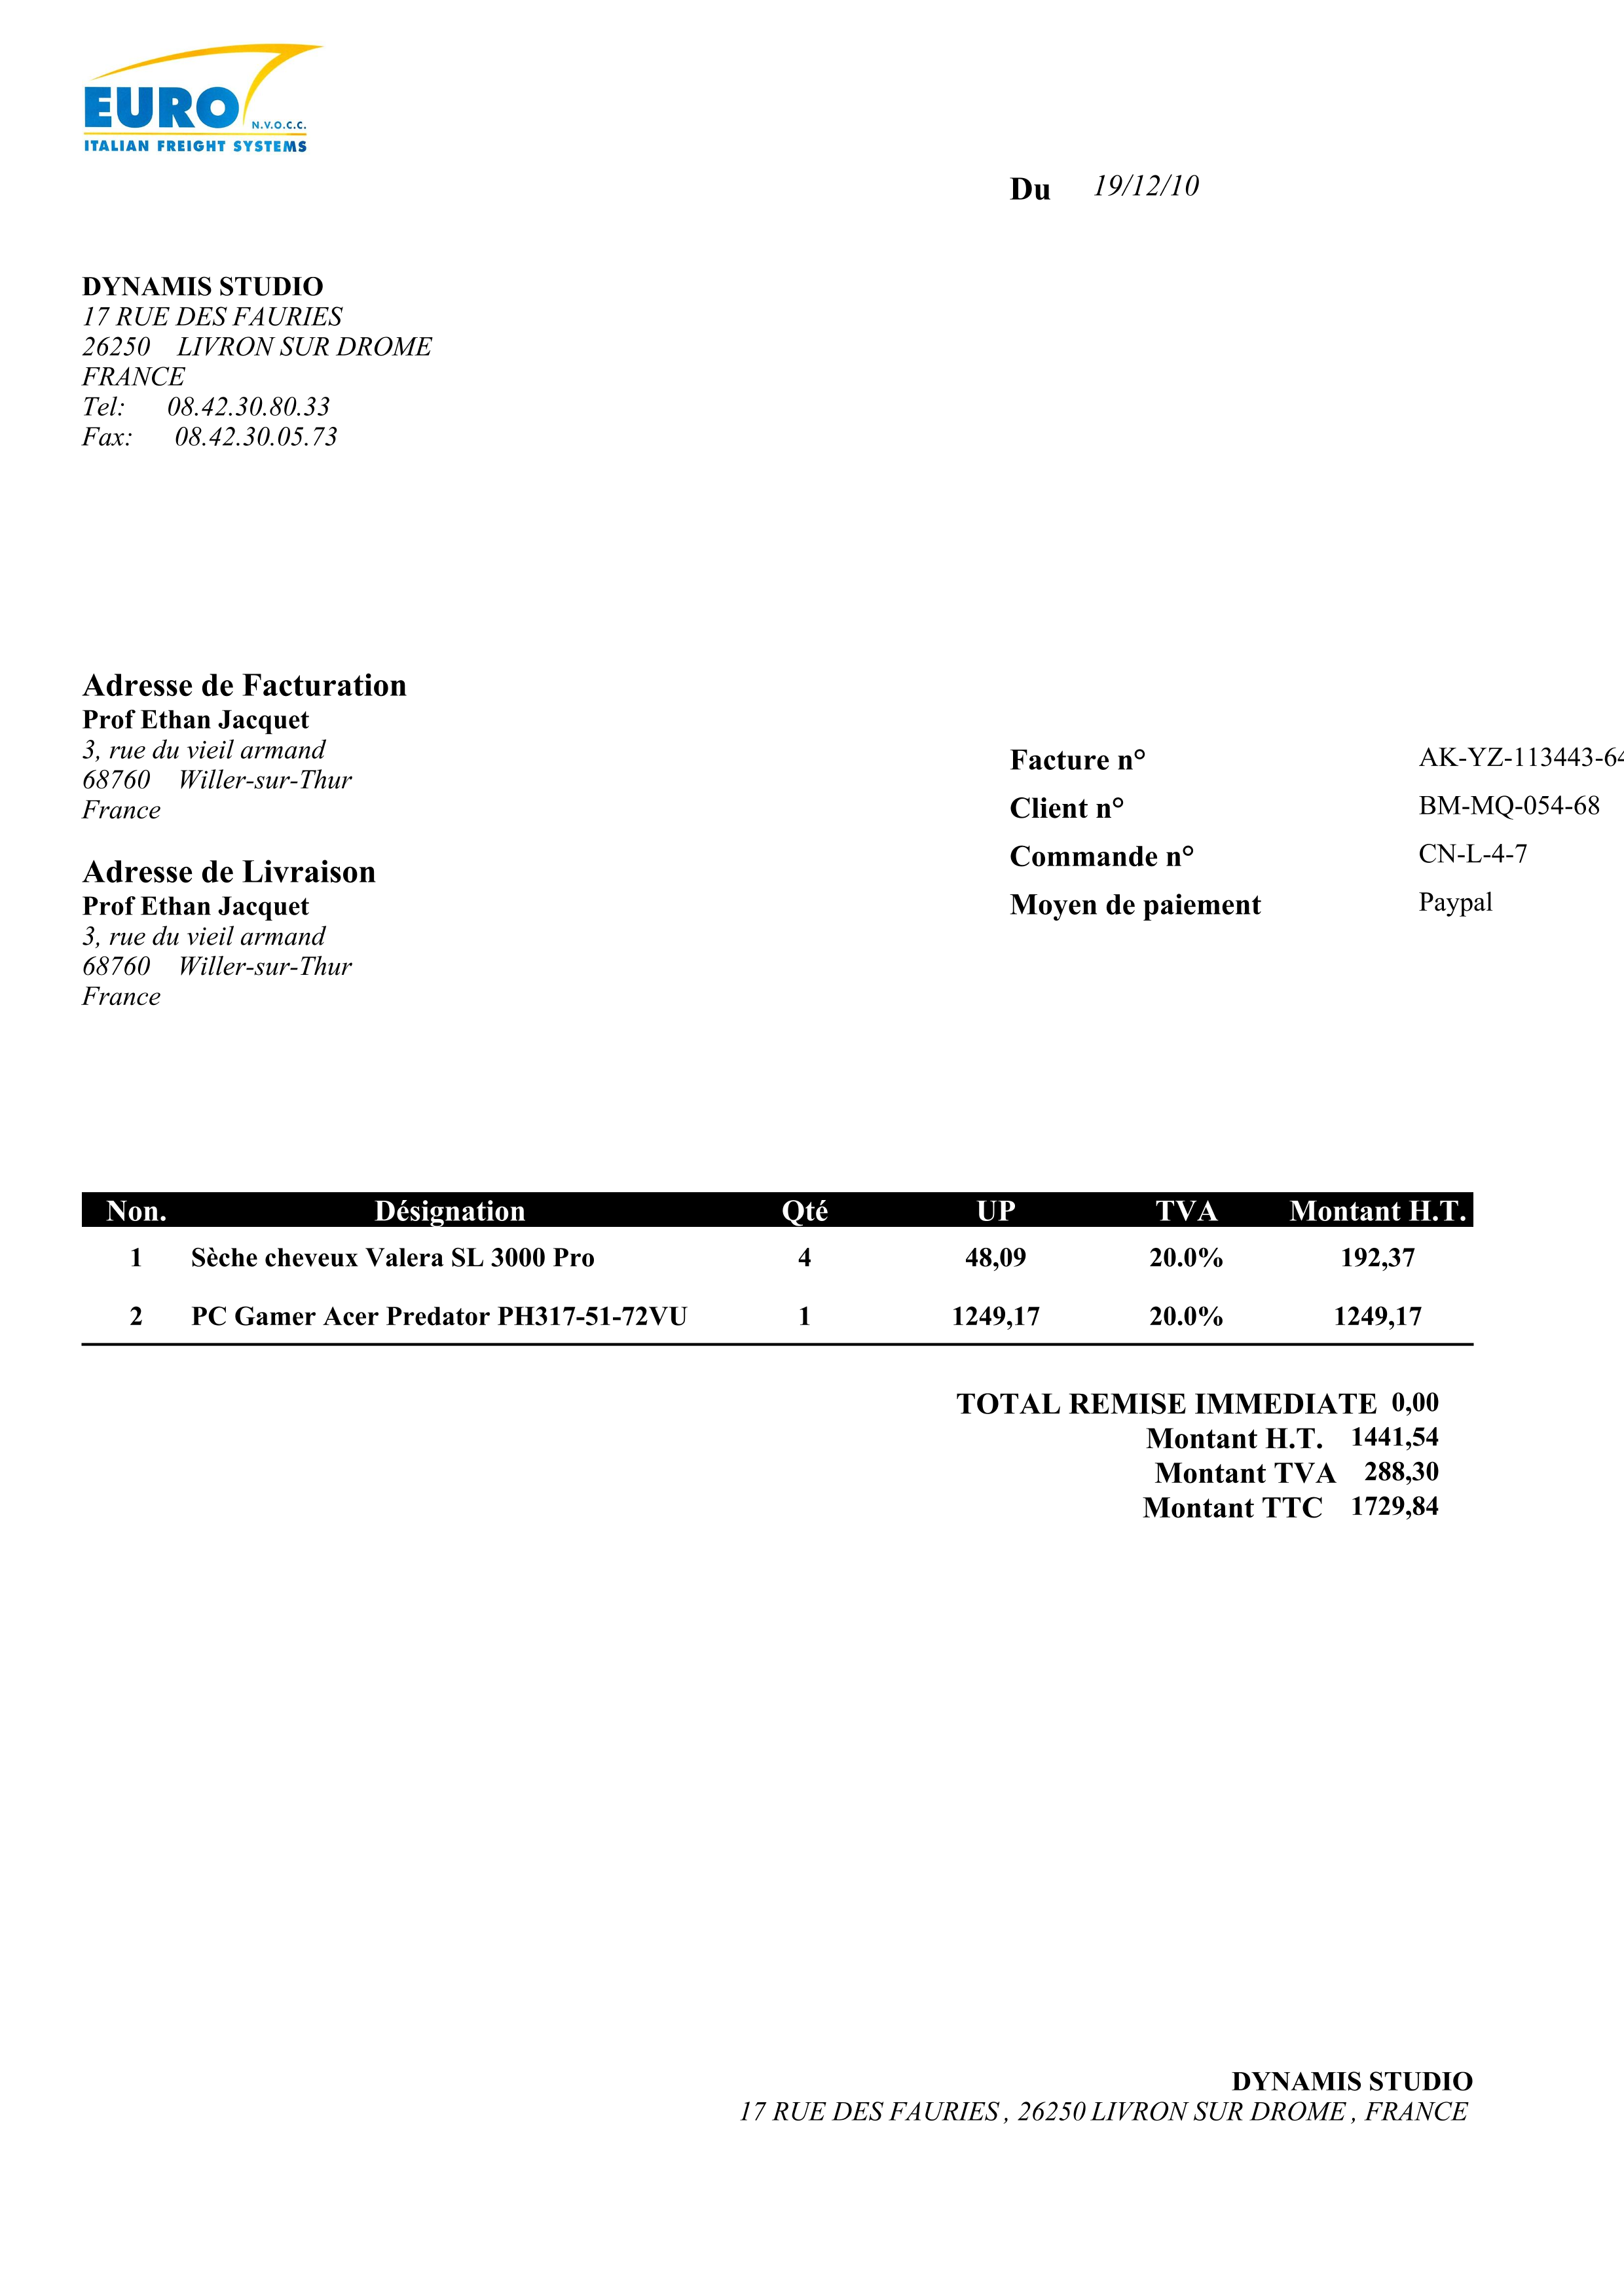 EURO
N.V.O.C.C.
ITALIAN FREIGHT SYSTEMS
Du 19/12/10
DYNAMIS STUDIO
17 RUE DES FAURIES
26250 LIVRON SUR DROME
FRANCE
Tel: 08.42.30.80.33
Fax: 08.42.30.05.73
Adresse de Facturation
Prof Ethan Jacquet
3, rue du vieil armand
68760 Willer-sur-Thur
France
Adresse de Livraison
Prof Ethan Jacquet
3, rue du vieil armand
68760 Willer-sur-Thur
France
Facture n° AK-YZ-113443-64
Client n° BM-MQ-054-68
Commande n° CN-L-4-7
Moyen de paiement Paypal
Non. Désignation Qté UP TVA Montant H.T.
1 Sèche cheveux Valera SL 3000 Pro 4 48,09 20.0% 192,37
2 PC Gamer Acer Predator PH317-51-72VU 1 1249,17 20.0% 1249,17
TOTAL REMISE IMMEDIATE 0,00
Montant H.T. 1441,54
Montant TVA 288,30
Montant TTC 1729,84
DYNAMIS STUDIO
17 RUE DES FAURIES , 26250 LIVRON SUR DROME , FRANCE